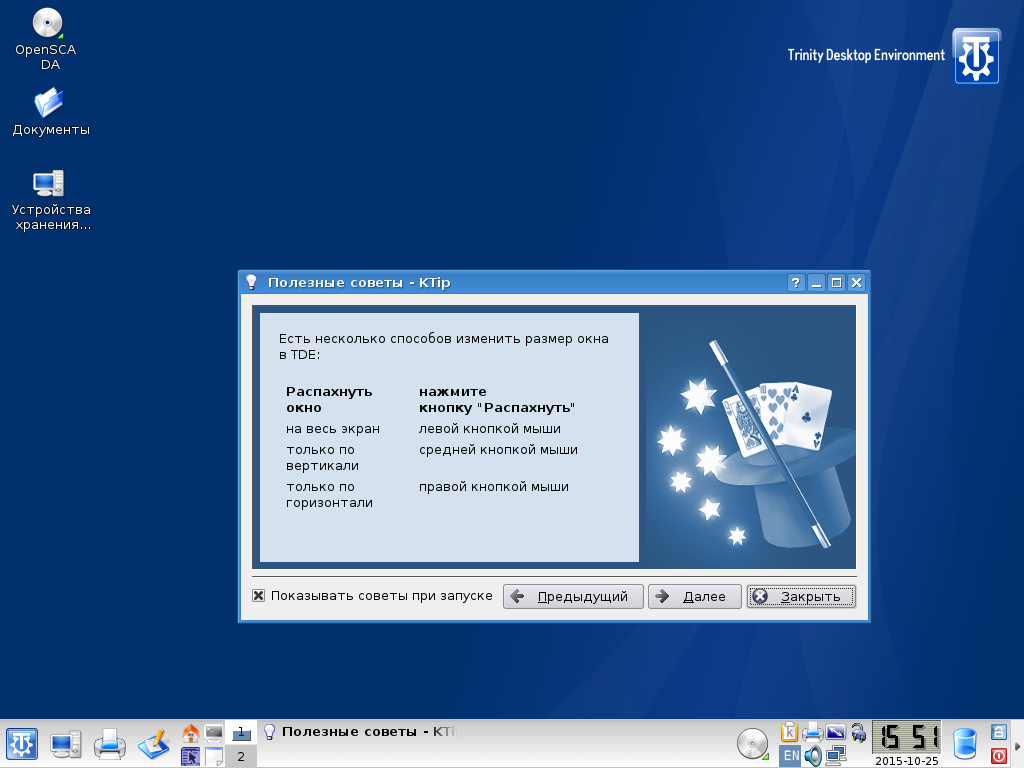 OpenSCA
DA
Trinity Desktop Environment
Документы
Устройства
хранения...
Полезные советы - KTip
Есть несколько способов изменить размер окна
в TDE:
Распахнуть
окно
нажмите
кнопку "Распахнуть"
на весь экран
левой кнопкой мыши
только по
вертикали
средней кнопкой мыши
только по
горизонтали
правой кнопкой мыши
Показывать советы при запуске
Предыдущий
Далее
Закрыть
1
2
Полезные советы - KTi
EN
15 51
2015-10-25